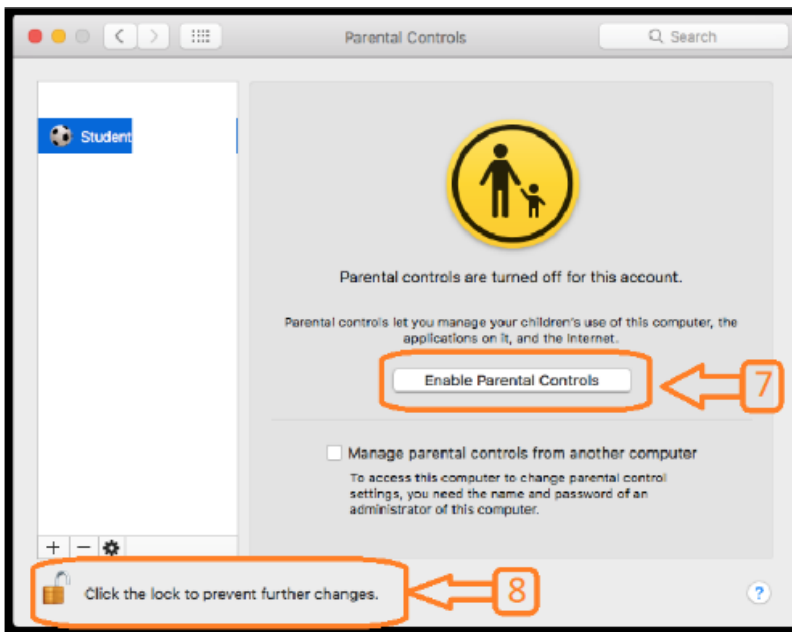 Parental Controls
Search
Student
Parental controls are turned off for this account.
Parental controls let you manage your children's use of this computer, the
applications on it, and the Internet.
Enable Parental Controls
7
Manage parental controls from another computer
To access this computer to change parental control
settings, you need the name and password of an
administrator of this computer.
Click the lock to prevent further changes.
8
?